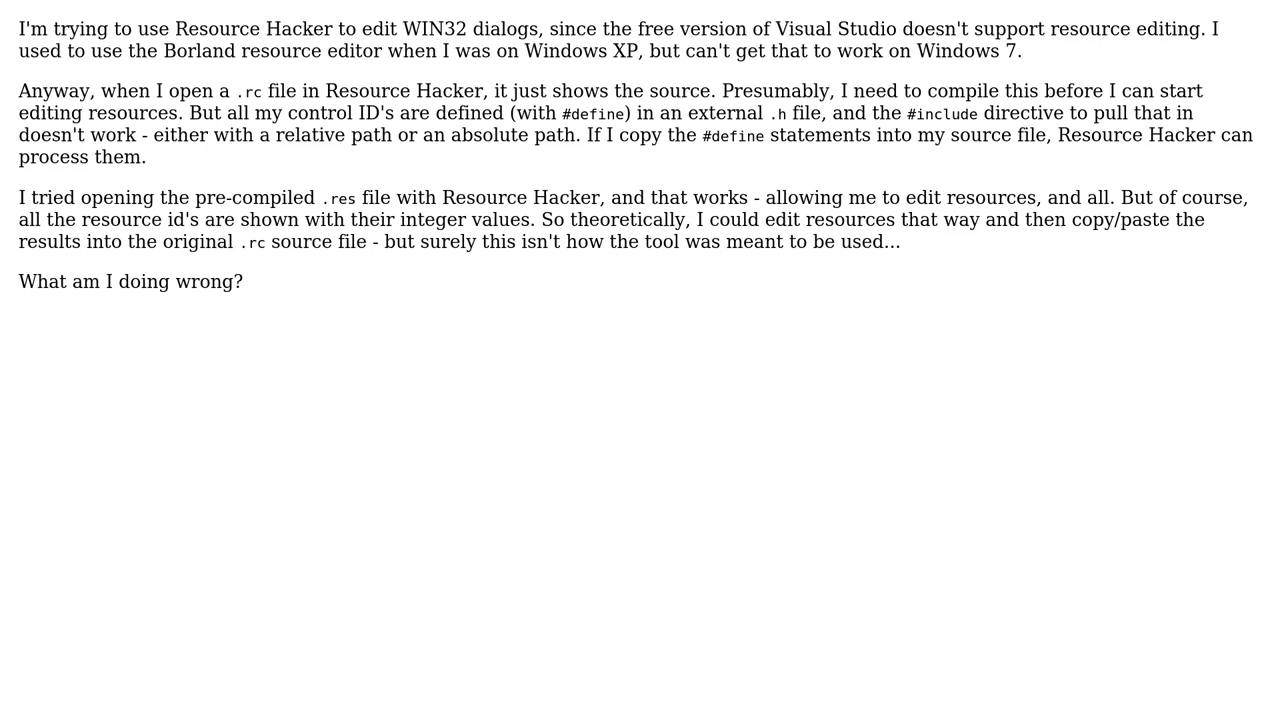 I'm trying to use Resource Hacker to edit WIN32 dialogs, since the free version of Visual Studio doesn't support resource editing. I
used to use the Borland resource editor when I was on Windows XP, but can't get that to work on Windows 7.
Anyway, when I open a .rc file in Resource Hacker, it just shows the source. Presumably, I need to compile this before I can start
editing resources. But all my control ID's are defined (with #define) in an external .h file, and the #include directive to pull that in
doesn't work - either with a relative path or an absolute path. If I copy the #define statements into my source file, Resource Hacker can
process them.
I tried opening the pre-compiled .res file with Resource Hacker, and that works - allowing me to edit resources, and all. But of course,
all the resource id's are shown with their integer values. So theoretically, I could edit resources that way and then copy/paste the
results into the original .rc source file - but surely this isn't how the tool was meant to be used...
What am I doing wrong?